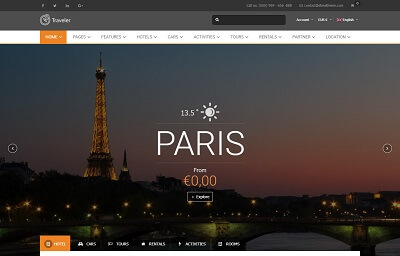 Traveler
Account
EUR €
English
HOME
PAGES
FEATURES
HOTELS
CARS
ACTIVITIES
TOURS
RENTALS
PARTNER
LOCATION
13.5 °
PARIS
From
€0,00
Explore
HOTEL
CARS
TOURS
RENTALS
ACTIVITIES
ROOMS